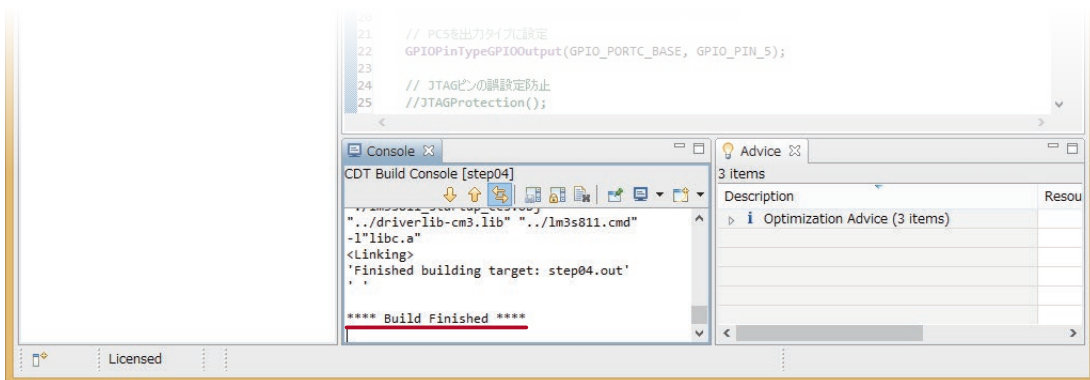 20
21 // PC5を出力タイプに設定
22 GPIOPinTypeGPIOOutput(GPIO_PORTC_BASE, GPIO_PIN_5);
23
24 // JTAGピンの誤設定防止
25 //JTAGProtection();
Console
CDT Build Console [step04]
"./lm3s811_startup_ccs.obj"
"../driverlib-cm3.lib" "../lm3s811.cmd"
-l"libc.a"
<Linking>
'Finished building target: step04.out'
' '
**** Build Finished ****
Advice
3 items
Description Resou
i Optimization Advice (3 items)
Licensed